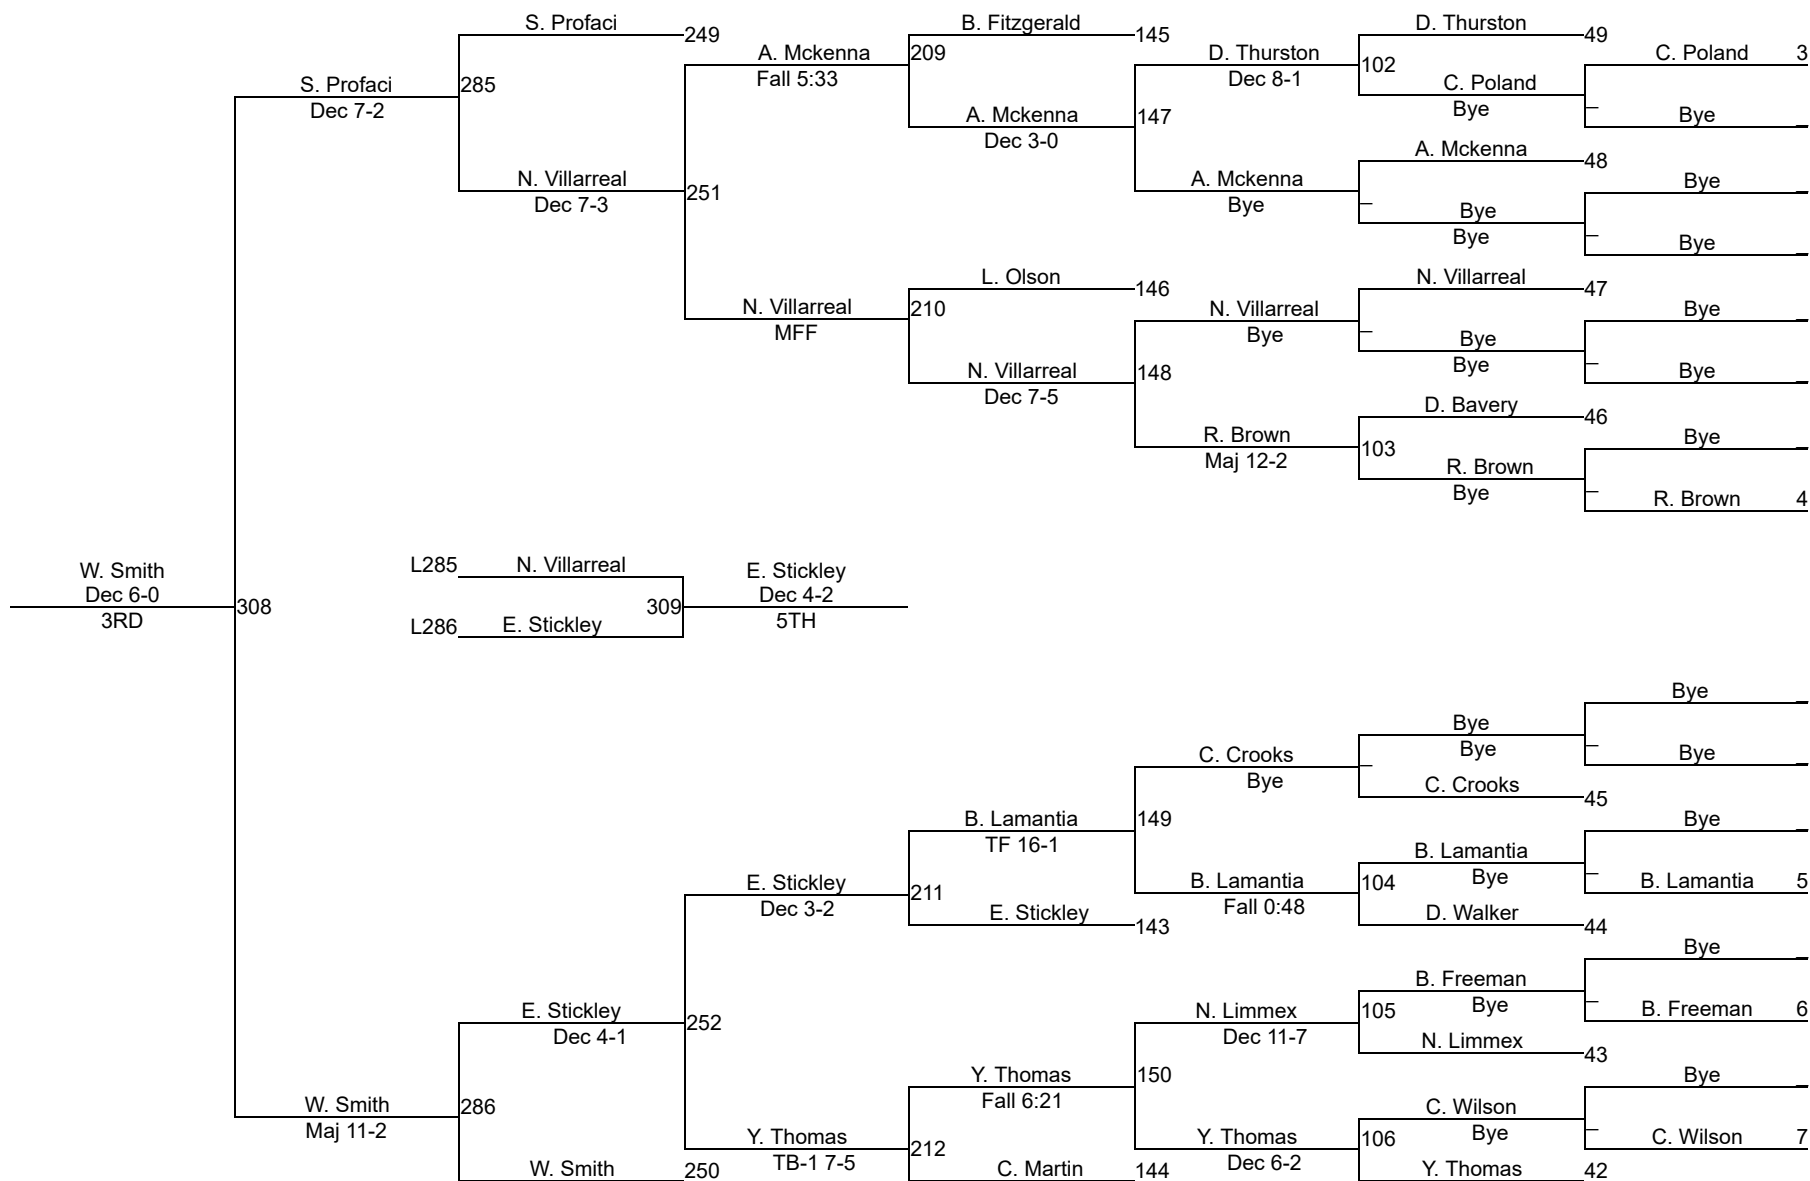 S. Profaci
249
B. Fitzgerald
145
D. Thurston
49
A. Mckenna
209
D. Thurston
C. Poland 3
Fall 5:33
Dec 8-1
102
S. Profaci
285
C. Poland
Dec 7-2
Bye
A. Mckenna
147
Bye
Dec 3-0
A. Mckenna
48
N. Villarreal
A. Mckenna
Bye
Dec 7-3
251
Bye
Bye
Bye
Bye
L. Olson
146
N. Villarreal
47
N. Villarreal
210
N. Villarreal
Bye
MFF
Bye
Bye
Bye
N. Villarreal
148
Bye
Dec 7-5
D. Bavery
46
R. Brown
Bye
Maj 12-2
103
R. Brown
Bye
R. Brown 4
W. Smith
L285
N. Villarreal
E. Stickley
Dec 6-0
Dec 4-2
308
309
3RD
L286
E. Stickley
5TH
Bye
Bye
C. Crooks
Bye
Bye
Bye
C. Crooks
45
B. Lamantia
149
Bye
TF 16-1
B. Lamantia
E. Stickley
B. Lamantia
104
Bye
B. Lamantia 5
Dec 3-2
211
Fall 0:48
E. Stickley
143
D. Walker
44
Bye
B. Freeman
E. Stickley
252
N. Limmex
105
Bye
B. Freeman 6
Dec 4-1
Dec 11-7
N. Limmex
43
Y. Thomas
150
Bye
Fall 6:21
W. Smith
286
C. Wilson
Maj 11-2
Y. Thomas
212
Y. Thomas
106
Bye
C. Wilson 7
TB-1 7-5
Dec 6-2
W. Smith
250
C. Martin
144
Y. Thomas
42